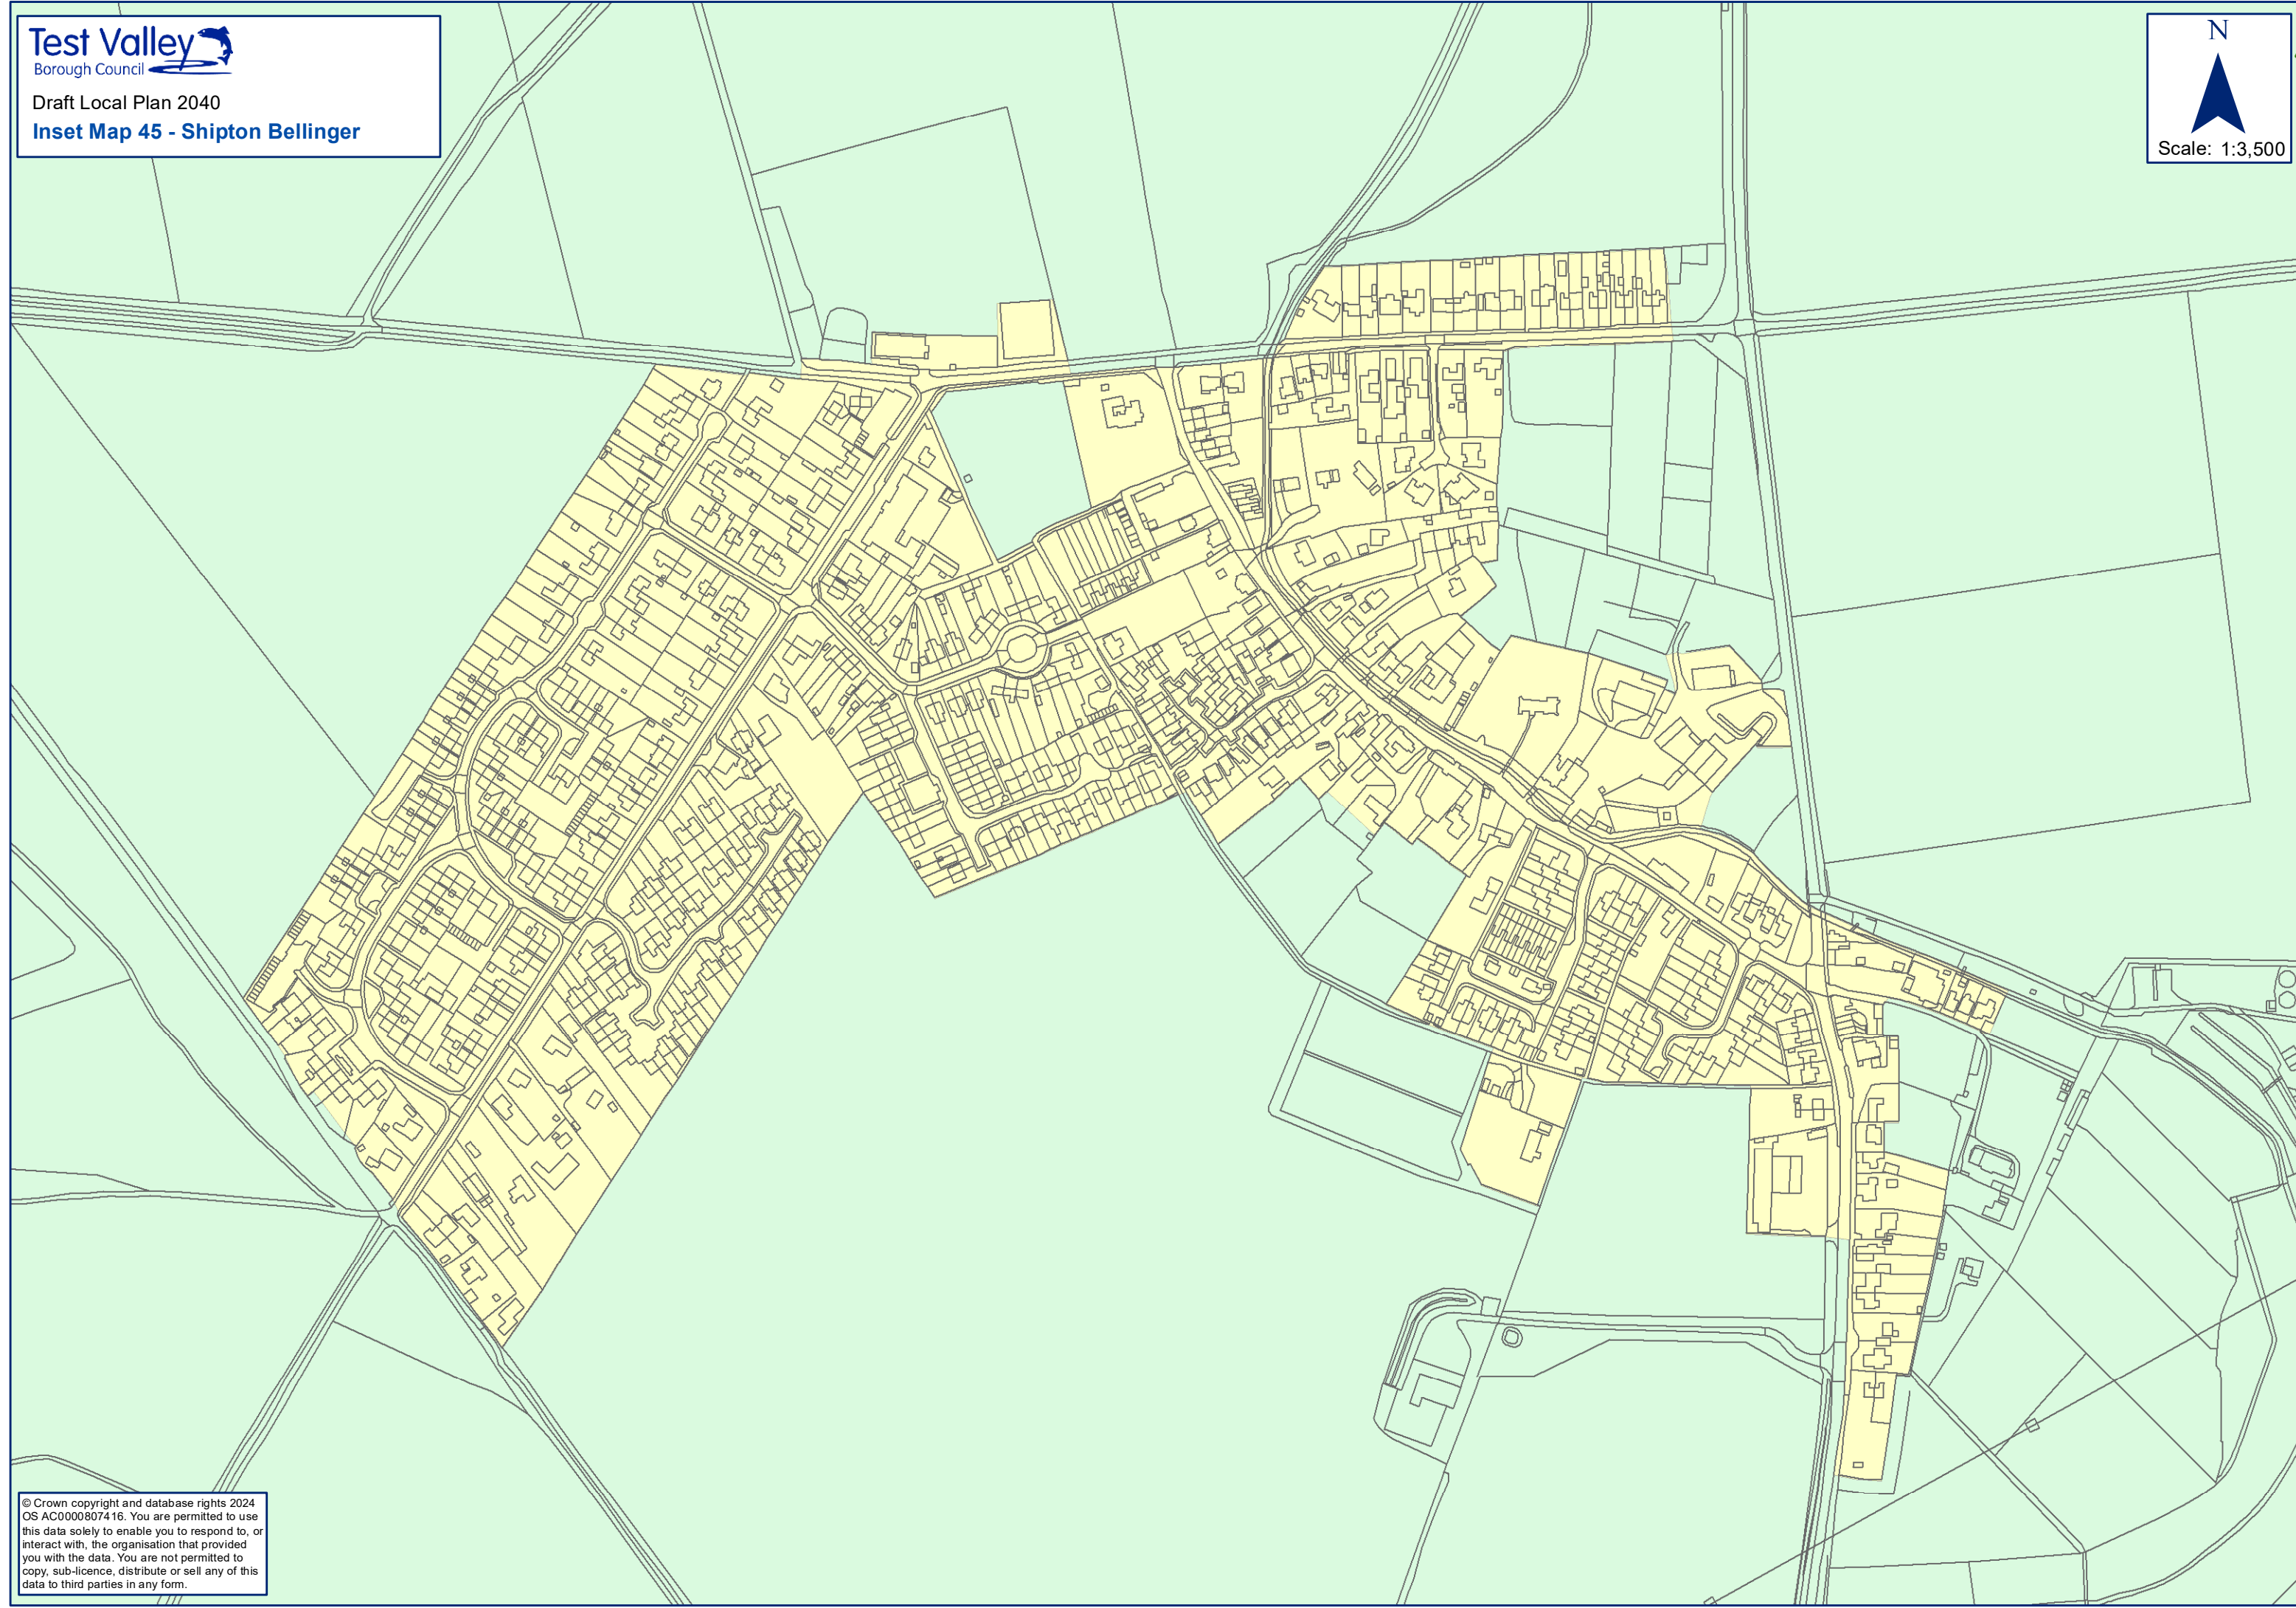 Test Valley
Borough Council
Draft Local Plan 2040
Inset Map 45 - Shipton Bellinger
N
Scale: 1:3,500
© Crown copyright and database rights 2024
OS AC0000807416. You are permitted to use
this data solely to enable you to respond to, or
interact with, the organisation that provided
you with the data. You are not permitted to
copy, sub-licence, distribute or sell any of this
data to third parties in any form.